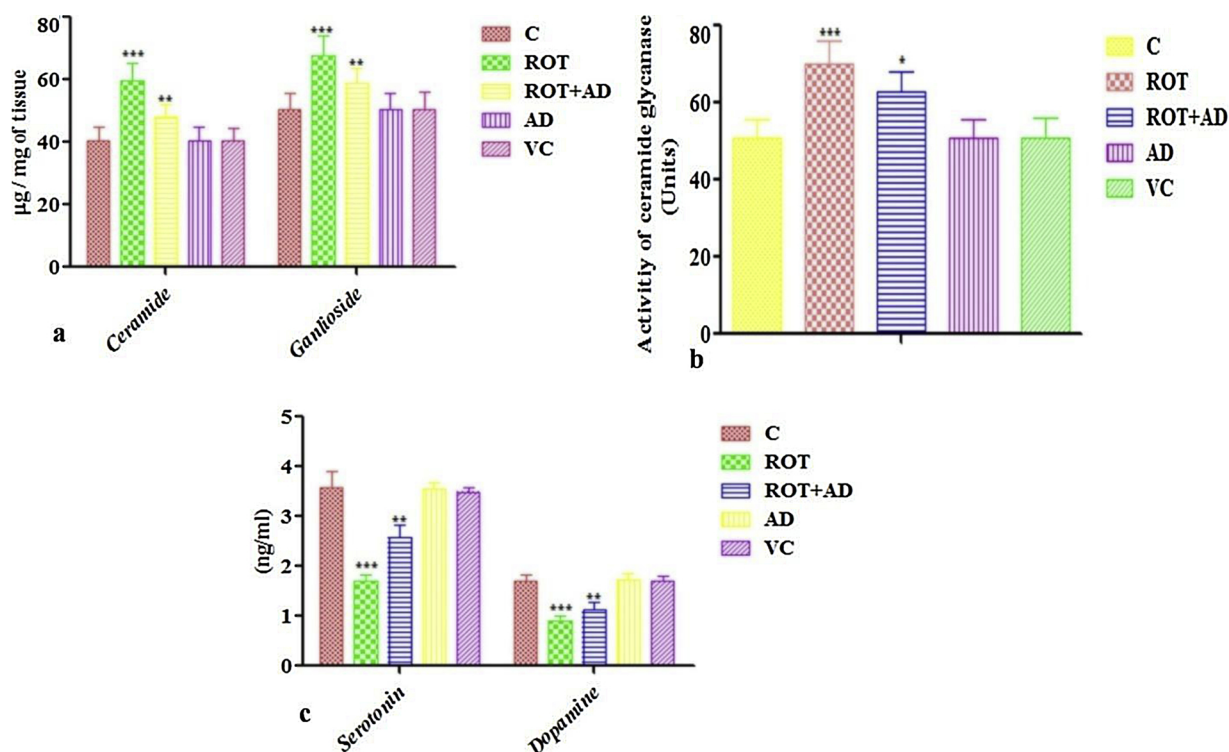 80
60
40
20
0
μg / mg of tissue
***
**
***
**
Ceramide
Ganlioside
C
ROT
ROT+AD
AD
VC
a
80
60
40
20
0
Activitiy of ceramide glycanase
(Units)
***
*
C
ROT
ROT+AD
AD
VC
b
5
4
3
2
1
0
(ng/ml)
***
**
***
**
Serotonin
Dopamine
C
ROT
ROT+AD
AD
VC
c